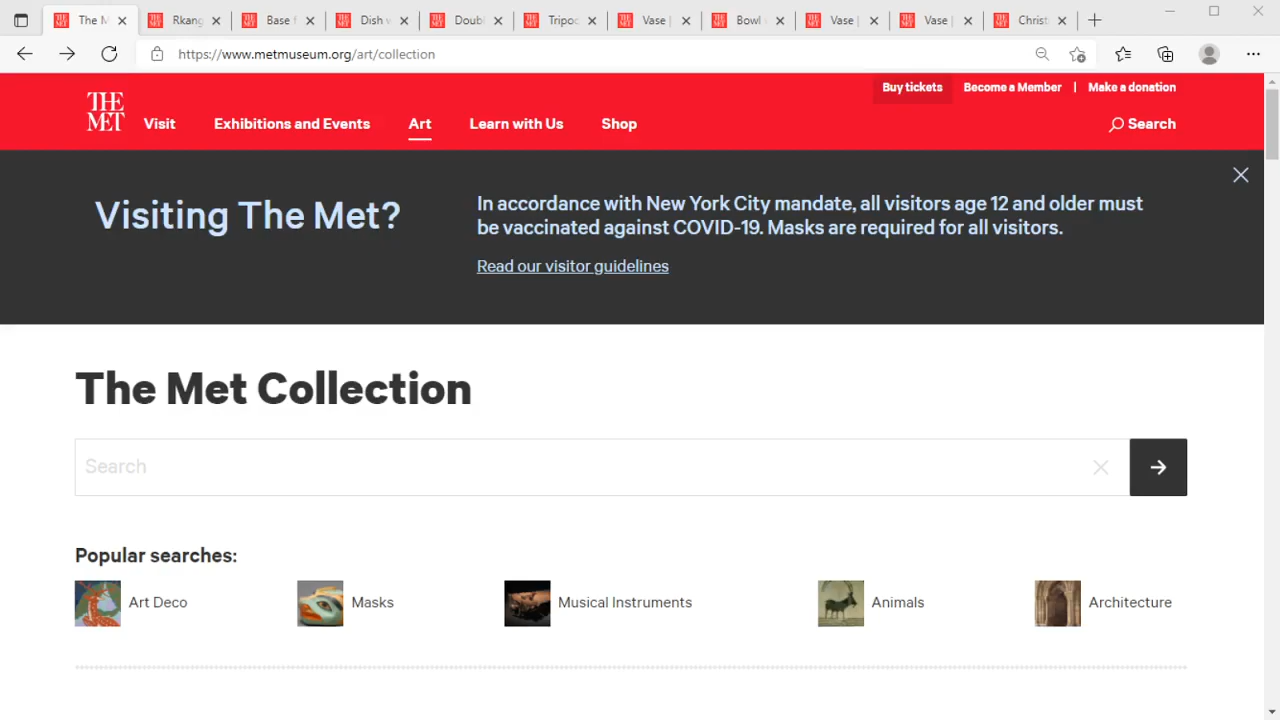 The M
Rkang
Base f
Dish w
Doubl
Tripod
Vase |
Bowl
Vase |
Vase |
Christ
https://www.metmuseum.org/art/collection
Buy tickets
Become a Member | Make a donation
THE
MET
Visit
Exhibitions and Events
Art
Learn with Us
Shop
Search
Visiting The Met?
In accordance with New York City mandate, all visitors age 12 and older must
be vaccinated against COVID-19. Masks are required for all visitors.
Read our visitor guidelines
The Met Collection
Search
Popular searches:
Art Deco
Masks
Musical Instruments
Animals
Architecture